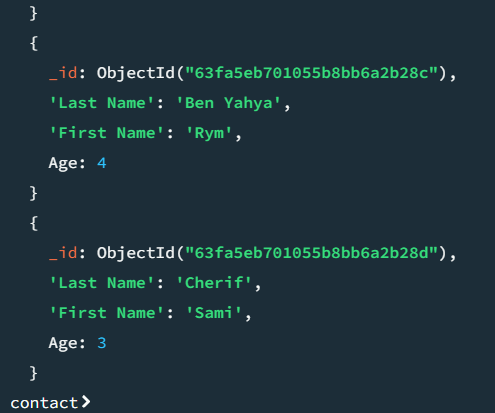 }
{
_id: ObjectId("63fa5eb701055b8bb6a2b28c"),
'Last Name': 'Ben Yahya',
'First Name': 'Rym',
Age: 4
}
{
_id: ObjectId("63fa5eb701055b8bb6a2b28d"),
'Last Name': 'Cherif',
'First Name': 'Sami',
Age: 3
}
contact>